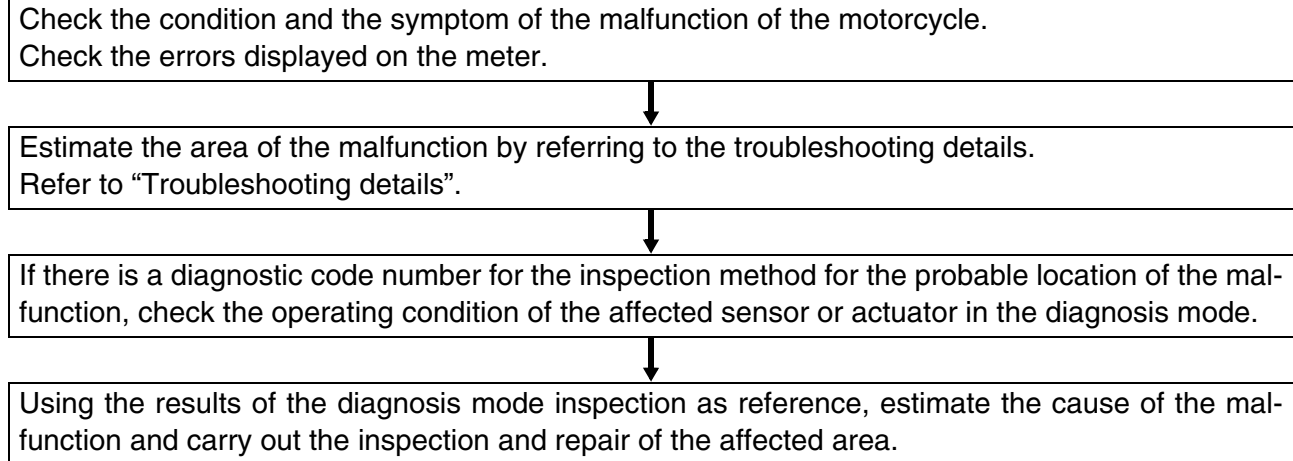 Check the condition and the symptom of the malfunction of the motorcycle.
Check the errors displayed on the meter.
Estimate the area of the malfunction by referring to the troubleshooting details.
Refer to “Troubleshooting details”.
If there is a diagnostic code number for the inspection method for the probable location of the mal-
function, check the operating condition of the affected sensor or actuator in the diagnosis mode.
Using the results of the diagnosis mode inspection as reference, estimate the cause of the mal-
function and carry out the inspection and repair of the affected area.